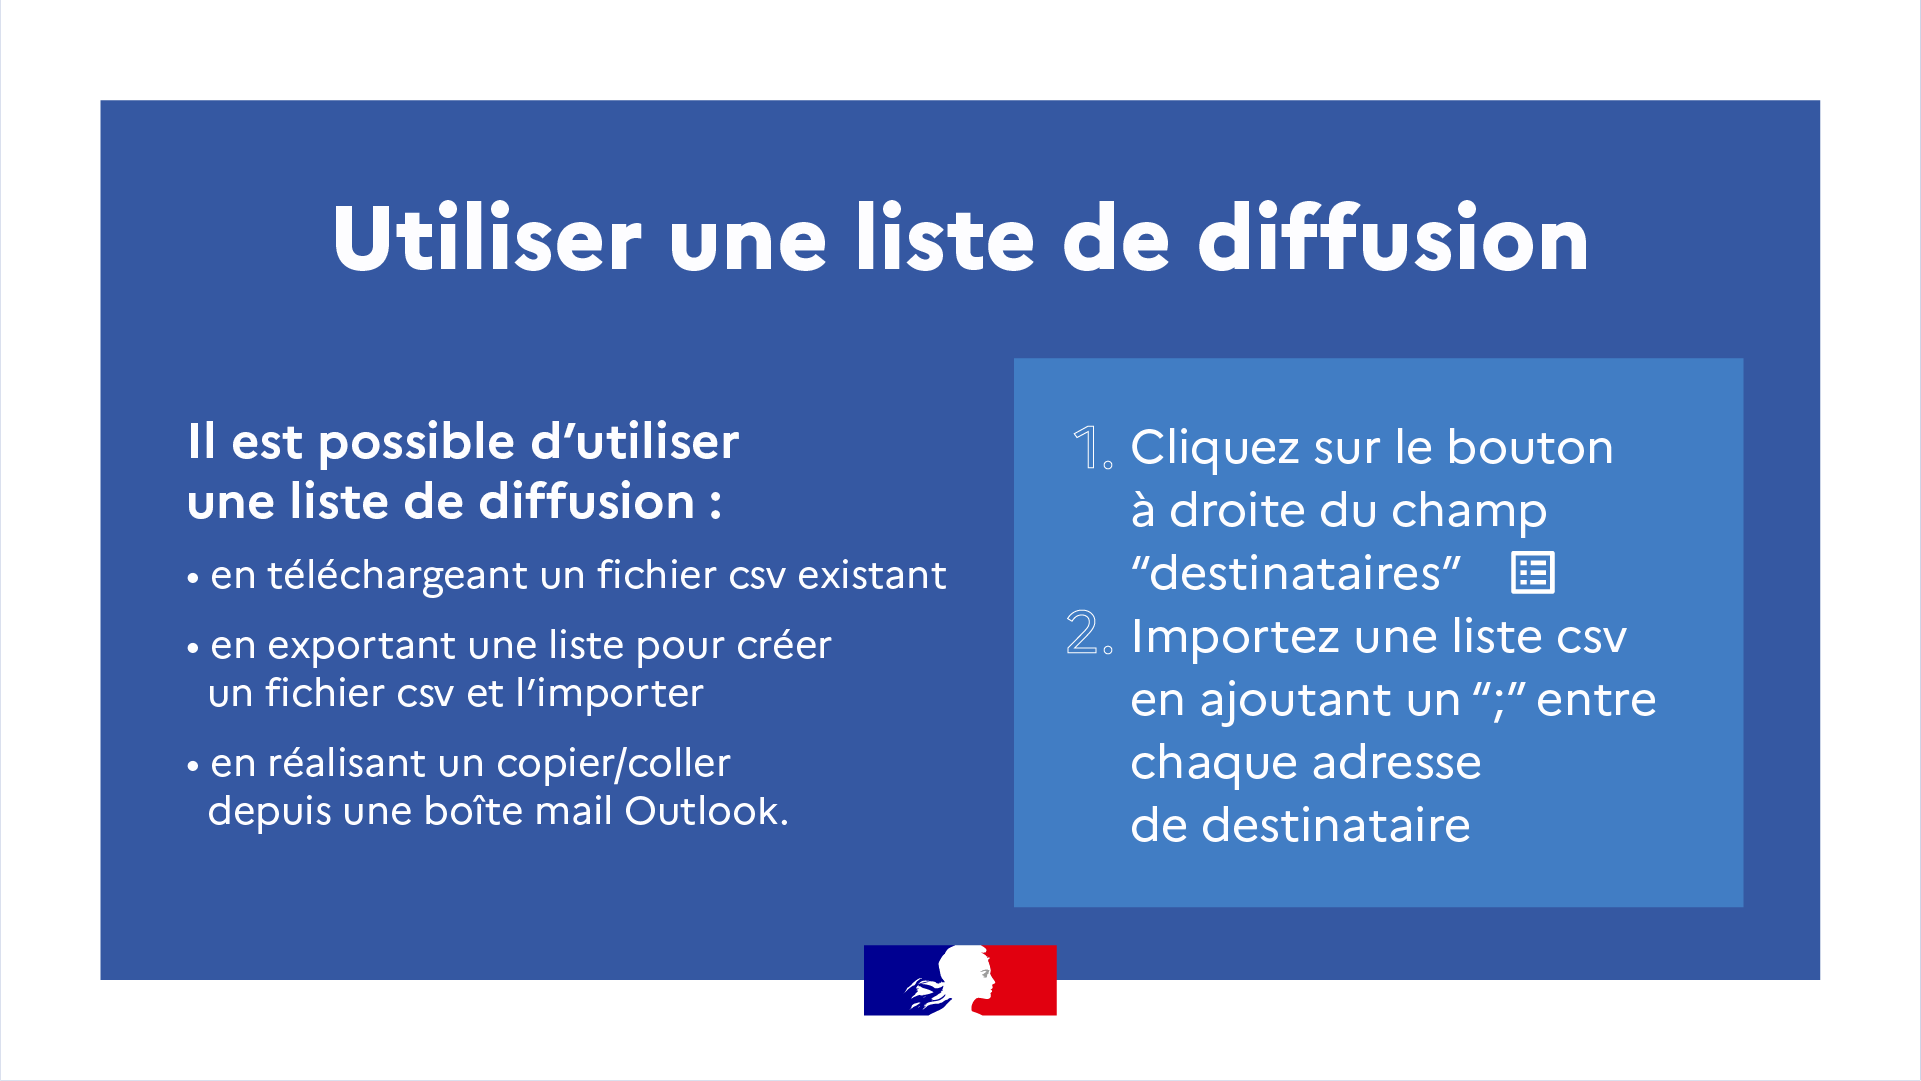 Utiliser une liste de diffusion
Il est possible d’utiliser
une liste de diffusion :
• en téléchargeant un fichier csv existant
• en exportant une liste pour créer
un fichier csv et l’importer
• en réalisant un copier/coller
depuis une boîte mail Outlook.
1. Cliquez sur le bouton
à droite du champ
“destinataires”
2. Importez une liste csv
en ajoutant un “;” entre
chaque adresse
de destinataire